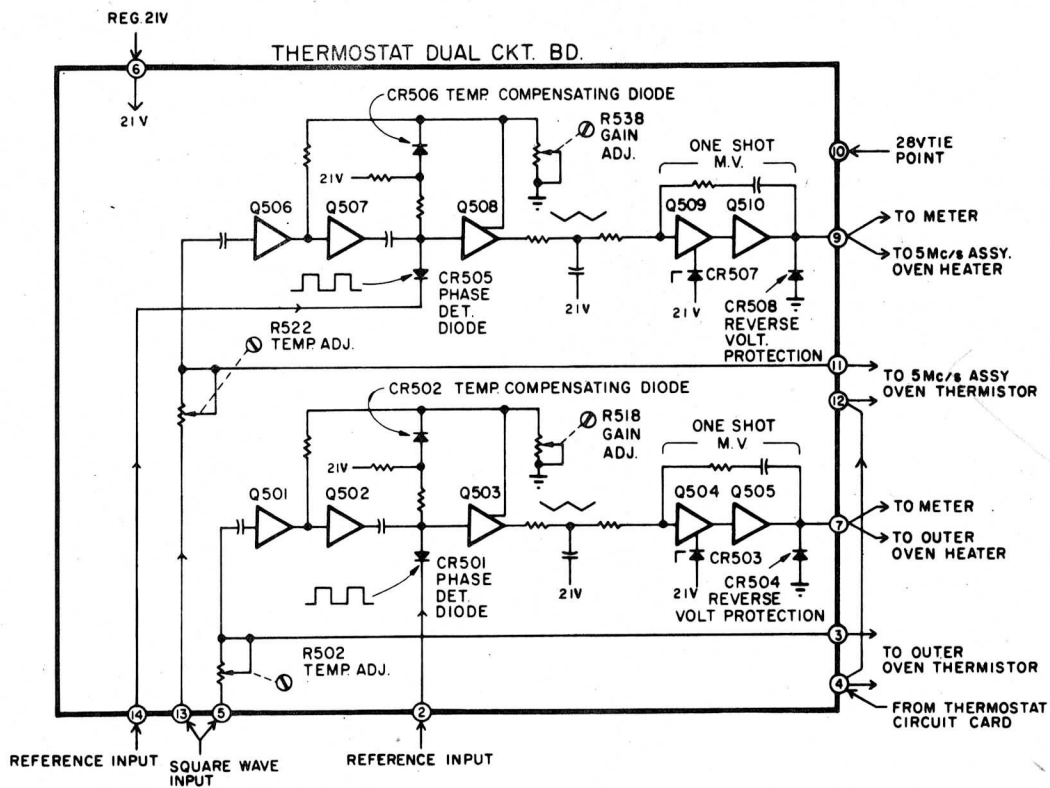 REG. 21V
THERMOSTAT DUAL CKT. BD.
6
21V
CR506 TEMP. COMPENSATING DIODE
R538
GAIN
ADJ.
ONE SHOT
M.V.
10
28V TIE
POINT
21V
Q506
Q507
Q508
Q509
Q510
TO METER
9
TO 5Mc/s ASSY.
OVEN HEATER
CR505
PHASE
DET.
DIODE
21V
CR507
21V
CR508
REVERSE
VOLT.
PROTECTION
R522
TEMP. ADJ.
11
TO 5Mc/s ASSY
OVEN THERMISTOR
12
CR502 TEMP. COMPENSATING DIODE
R518
GAIN
ADJ.
ONE SHOT
M.V
21V
Q501
Q502
Q503
Q504
Q505
TO METER
7
TO OUTER
OVEN HEATER
CR501
PHASE
DET.
DIODE
21V
CR503
21V
CR504
REVERSE
VOLT PROTECTION
3
R502
TEMP. ADJ.
TO OUTER
OVEN THERMISTOR
4
FROM THERMOSTAT
CIRCUIT CARD
14
13
5
2
REFERENCE INPUT
SQUARE WAVE
INPUT
REFERENCE INPUT